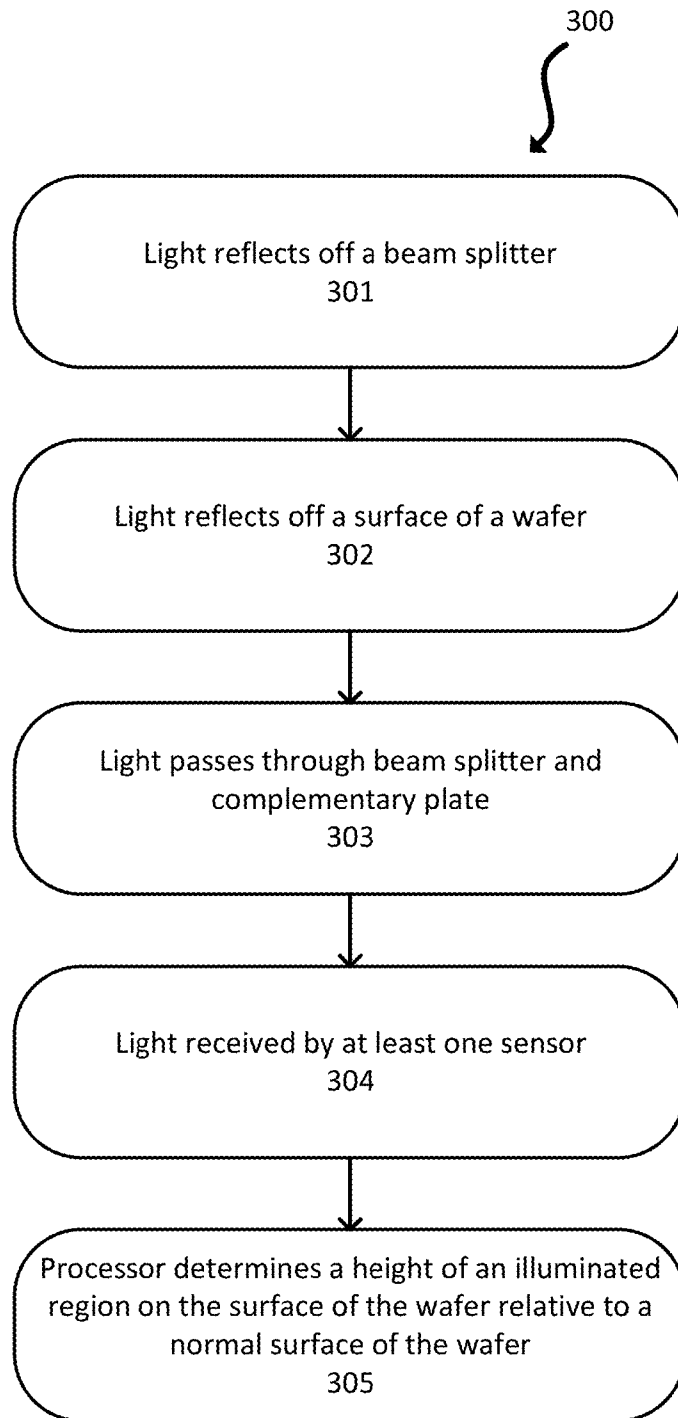 300
Light reflects off a beam splitter
301
Light reflects off a surface of a wafer
302
Light passes through beam splitter and
complementary plate
303
Light received by at least one sensor
304
Processor determines a height of an illuminated
region on the surface of the wafer relative to a
normal surface of the wafer
305